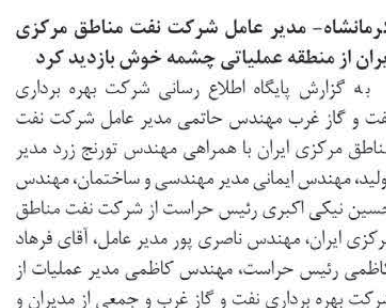 کرمانشاه- مدیر عامل شرکت نفت مناطق مرکزی
ایران از منطقه عملیاتی چشمه خوش بازدید کرد
به گزارش پایگاه اطلاع رسانی شرکت بهره برداری
نفت و گاز غرب مهندس حاتمی مدیر عامل شرکت نفت
مناطق مرکزی ایران با همراهی مهندس تورنج زرد مدیر
تولید، مهندس ایمانی مدیر مهندسی و ساختمان، مهندس
حسین نیکی اکبری رئیس حراست از شرکت نفت مناطق
مرکزی ایران، مهندس ناصری پور مدیر عامل، آقای فرهاد
کاظمی رئیس حراست، مهندس کاظمی مدیر عملیات از
شرکت بهره برداری نفت و گاز غرب و جمعی از مدیران و